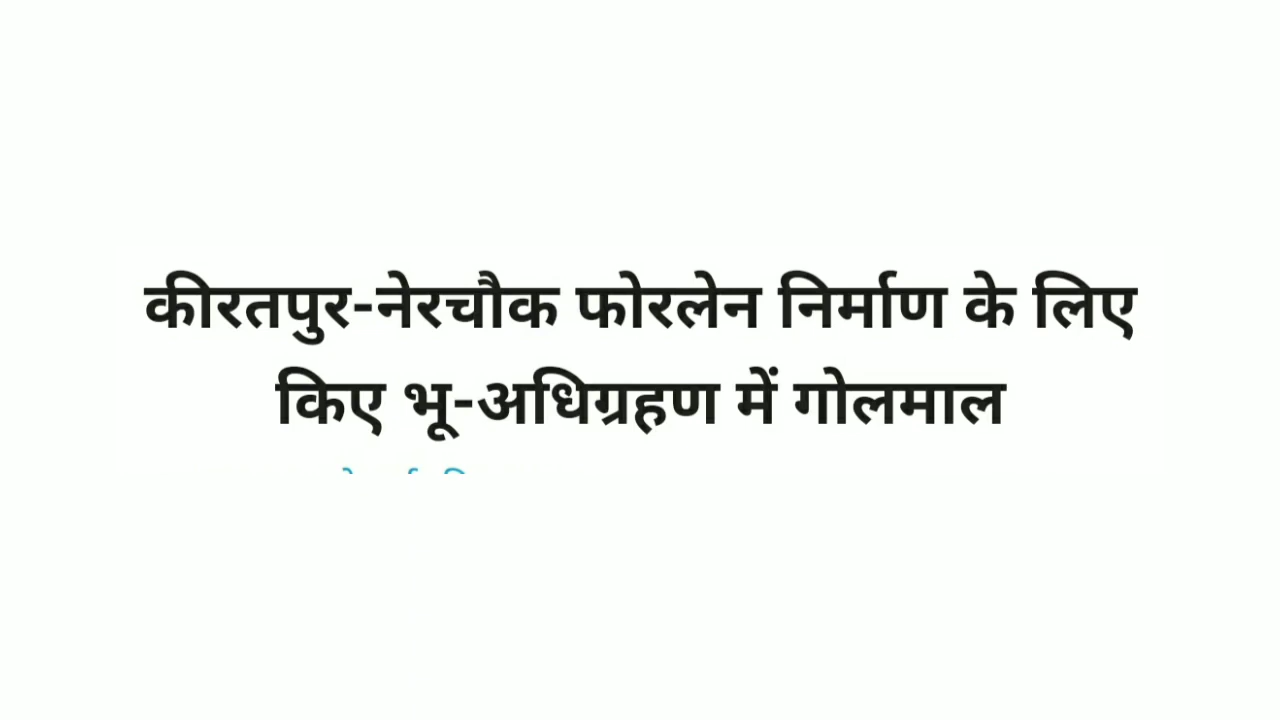 कीरतपुर-नेरचौक फोरलेन निर्माण के लिए
किए भू-अधिग्रहण में गोलमाल